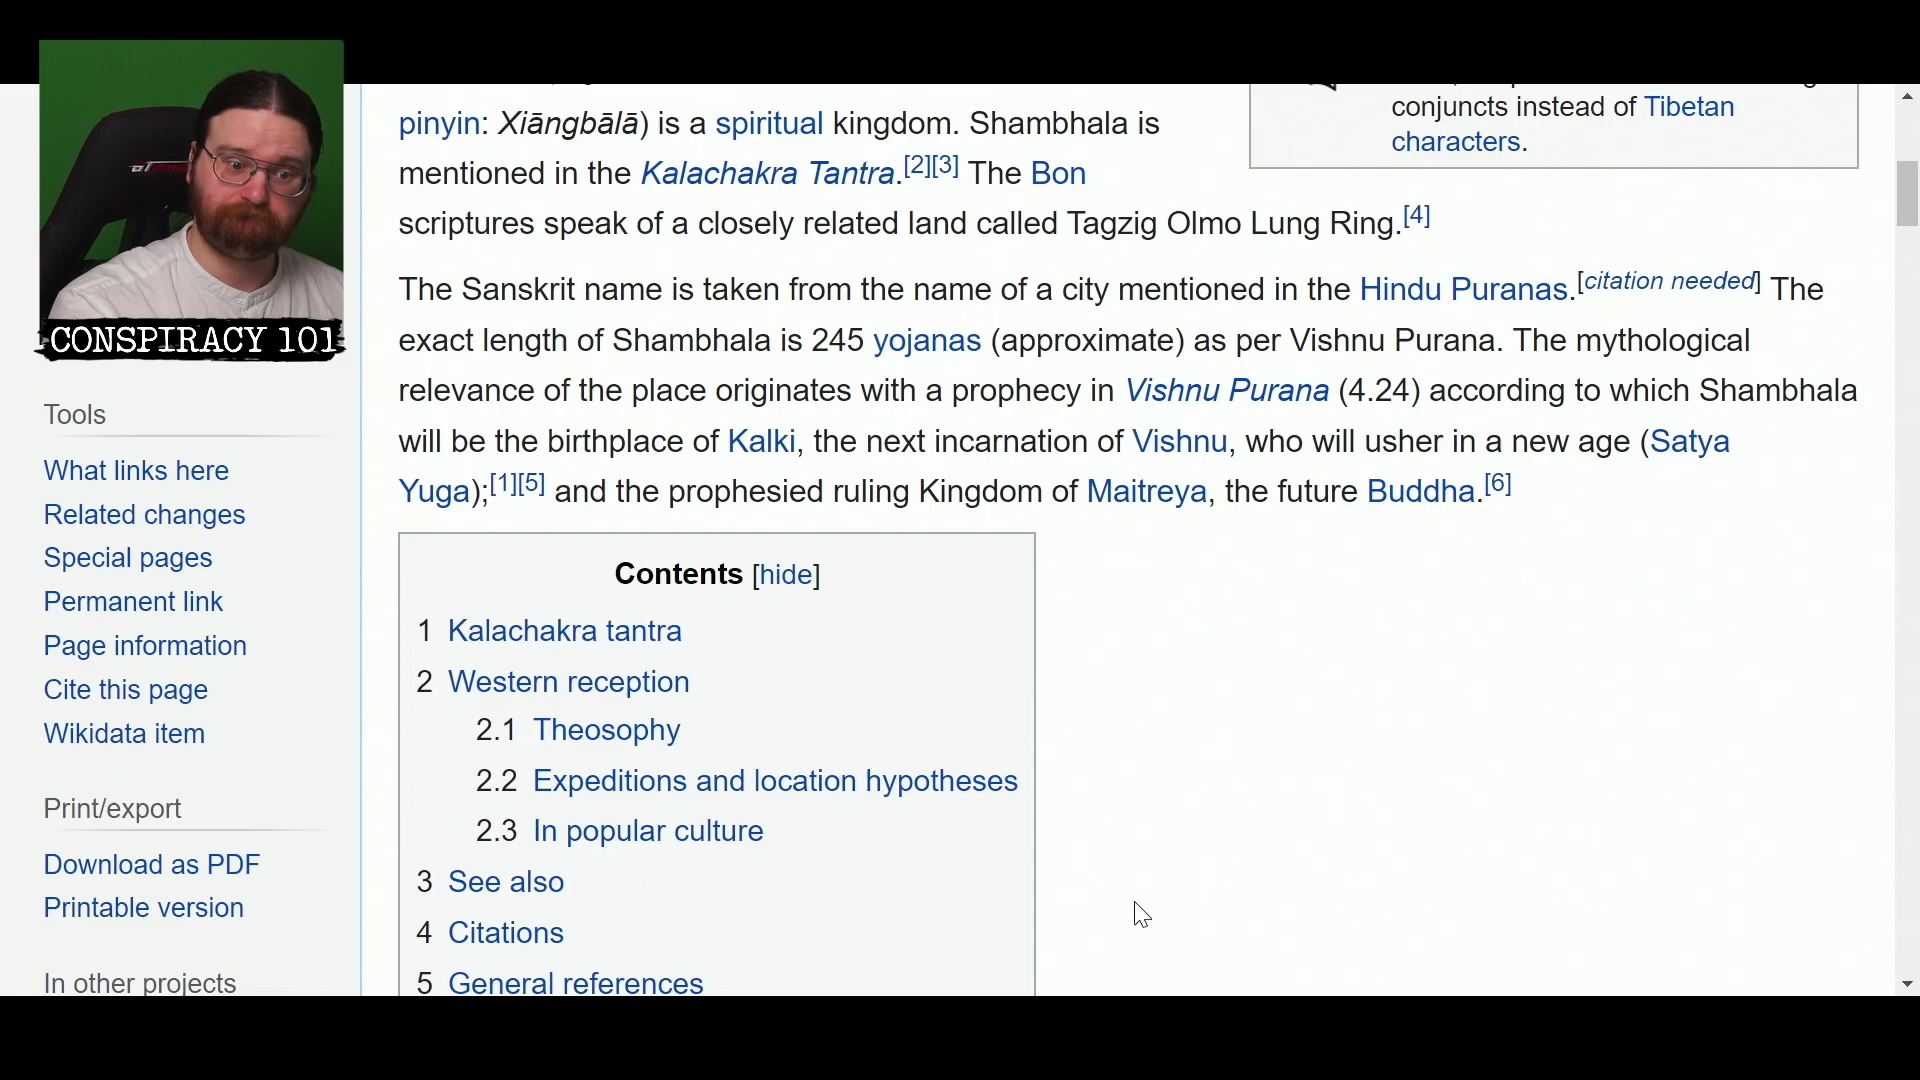 conjuncts instead of Tibetan
characters.
pinyin: Xiāngbālā) is a spiritual kingdom. Shambhala is
mentioned in the Kalachakra Tantra.[2][3] The Bon
scriptures speak of a closely related land called Tagzig Olmo Lung Ring.[4]
The Sanskrit name is taken from the name of a city mentioned in the Hindu Puranas.[citation needed] The
exact length of Shambhala is 245 yojanas (approximate) as per Vishnu Purana. The mythological
relevance of the place originates with a prophecy in Vishnu Purana (4.24) according to which Shambhala
will be the birthplace of Kalki, the next incarnation of Vishnu, who will usher in a new age (Satya
Yuga);[1][5] and the prophesied ruling Kingdom of Maitreya, the future Buddha.[6]
Contents [hide]
1 Kalachakra tantra
2 Western reception
2.1 Theosophy
2.2 Expeditions and location hypotheses
2.3 In popular culture
3 See also
4 Citations
5 General references
CONSPIRACY 101
Tools
What links here
Related changes
Special pages
Permanent link
Page information
Cite this page
Wikidata item
Print/export
Download as PDF
Printable version
In other projects